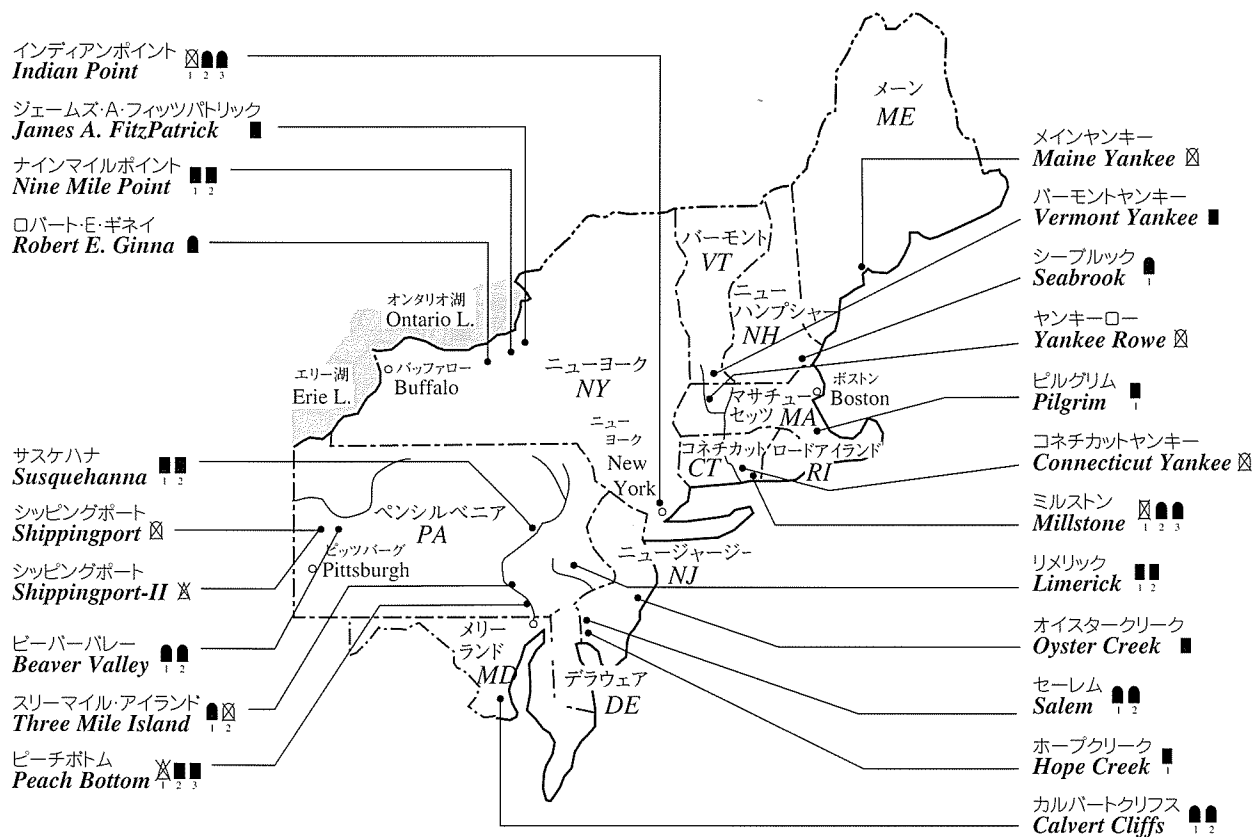 インディアンポイント
Indian Point
1 2 3
ジェームズ・A・フィッツパトリック
James A. FitzPatrick
ナインマイルポイント
Nine Mile Point
1 2
ロバート・E・ギネイ
Robert E. Ginna
サスケハナ
Susquehanna
1 2
シッピングポート
Shippingport
シッピングポート
Shippingport-II
ビーバーバレー
Beaver Valley
1 2
スリーマイル・アイランド
Three Mile Island
1 2
ピーチボトム
Peach Bottom
1 2 3
オンタリオ湖
Ontario L.
エリー湖
Erie L.
バッファロー
Buffalo
ニューヨーク
NY
ニュー
ヨーク
New
York
ペンシルベニア
PA
ピッツバーグ
Pittsburgh
メリー
ランド
MD
デラウェア
DE
ニュージャージー
NJ
メーン
ME
バーモント
VT
ニュー
ハンプシャー
NH
マサチュー
セッツ
MA
ボストン
Boston
コネチカット
CT
ロードアイランド
RI
メインヤンキー
Maine Yankee
バーモントヤンキー
Vermont Yankee
シーブルック
Seabrook
1
ヤンキーロー
Yankee Rowe
ピルグリム
Pilgrim
1
コネチカットヤンキー
Connecticut Yankee
ミルストン
Millstone
1 2 3
リメリック
Limerick
1 2
オイスタークリーク
Oyster Creek
セーレム
Salem
1 2
ホープクリーク
Hope Creek
1
カルバートクリフス
Calvert Cliffs
1 2